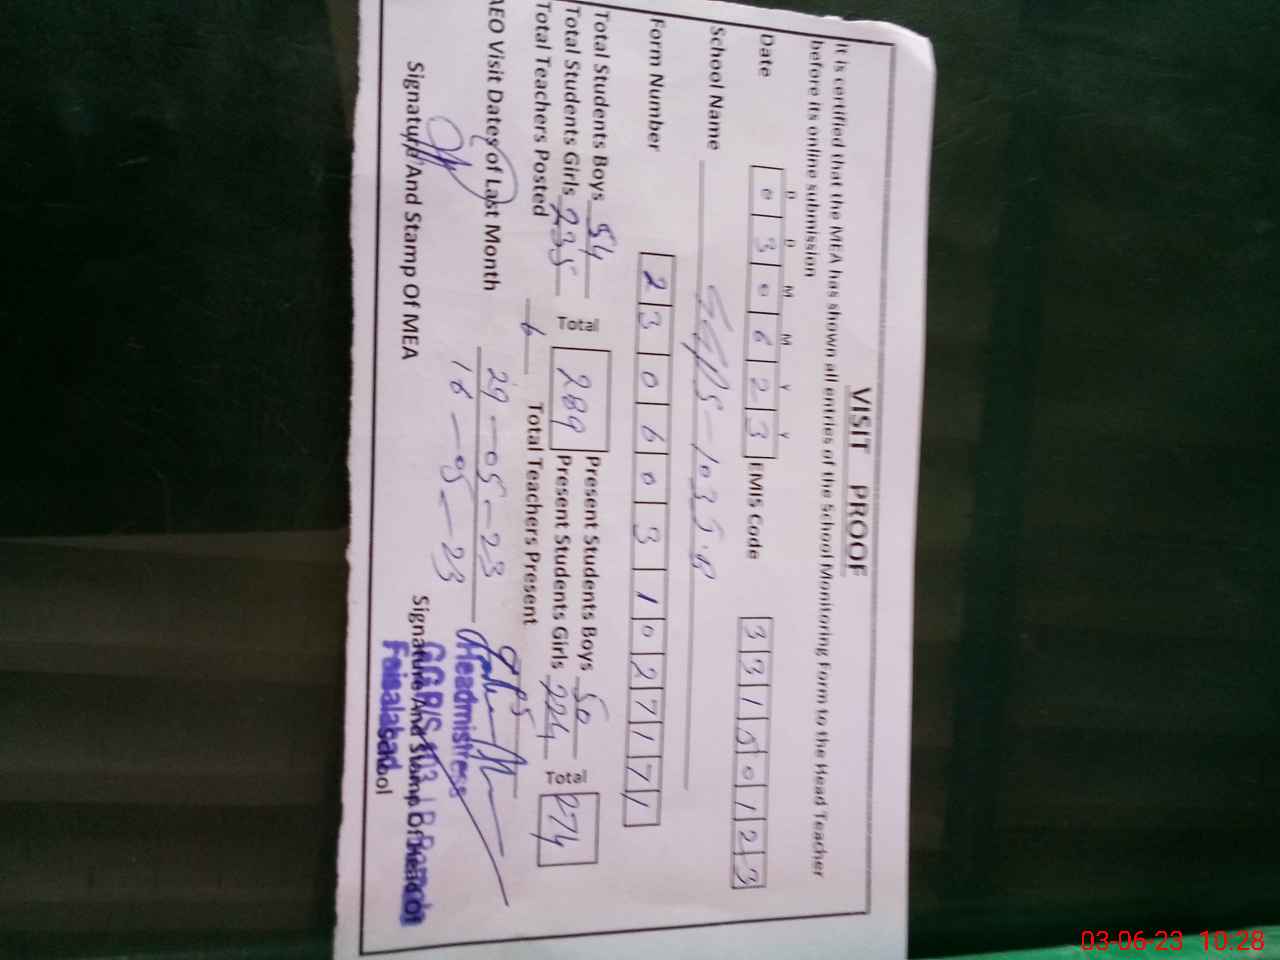 VISIT PROOF
It is certified that the MEA has shown all entries of the School Monitoring Form to the Head Teacher
before its online submission
D D M M Y Y
Date 0 3 0 6 2 3 EMIS Code 3 3 1 5 0 1 2 3
School Name
Form Number 2 3 0 6 0 3 1 0 2 7 1 7 1
Total Students Boys 54 Present Students Boys 50
Total 289 Total 274
Total Students Girls 235 Present Students Girls 224
Total Teachers Posted 6 Total Teachers Present
AEO Visit Dates of Last Month 29-05-23
16-05-23
Headmistress
Signature And Stamp Of MEA Signature And Stamp Of Head Of
School
Faisalabad
03-06-23 10:28